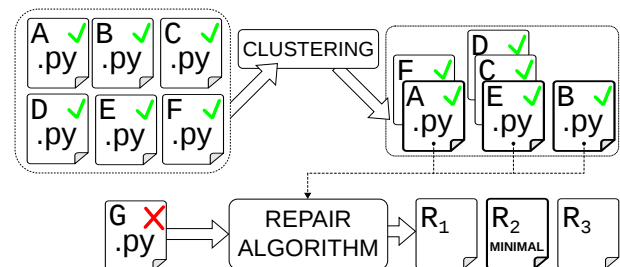 A
.py
B
.py
C
.py
D
.py
E
.py
F
.py
CLUSTERING
F
A
.py
D
C
E
.py
B
.py
G
.py
REPAIR
ALGORITHM
R1
R2
MINIMAL
R3